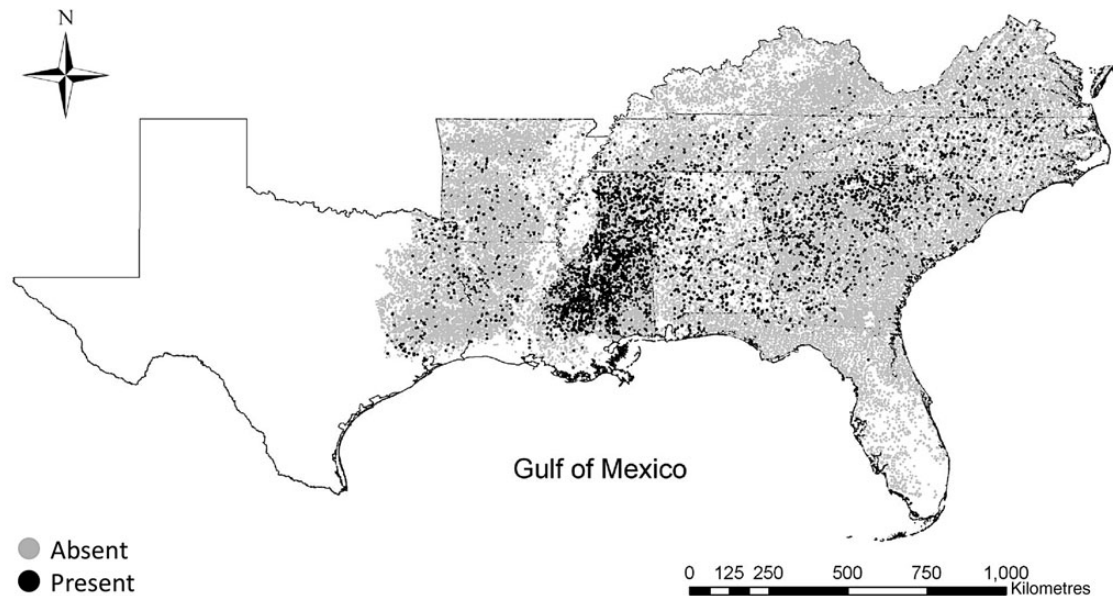 N
Gulf of Mexico
Absent
Present
0 125 250 500 750 1,000
Kilometres